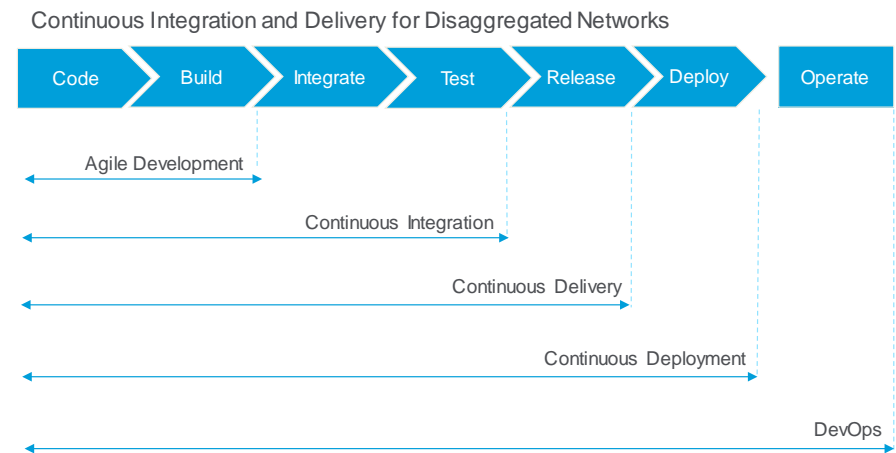 Continuous Integration and Delivery for Disaggregated Networks
Code
Build
Integrate
Test
Release
Deploy
Operate
Agile Development
Continuous Integration
Continuous Delivery
Continuous Deployment
DevOps